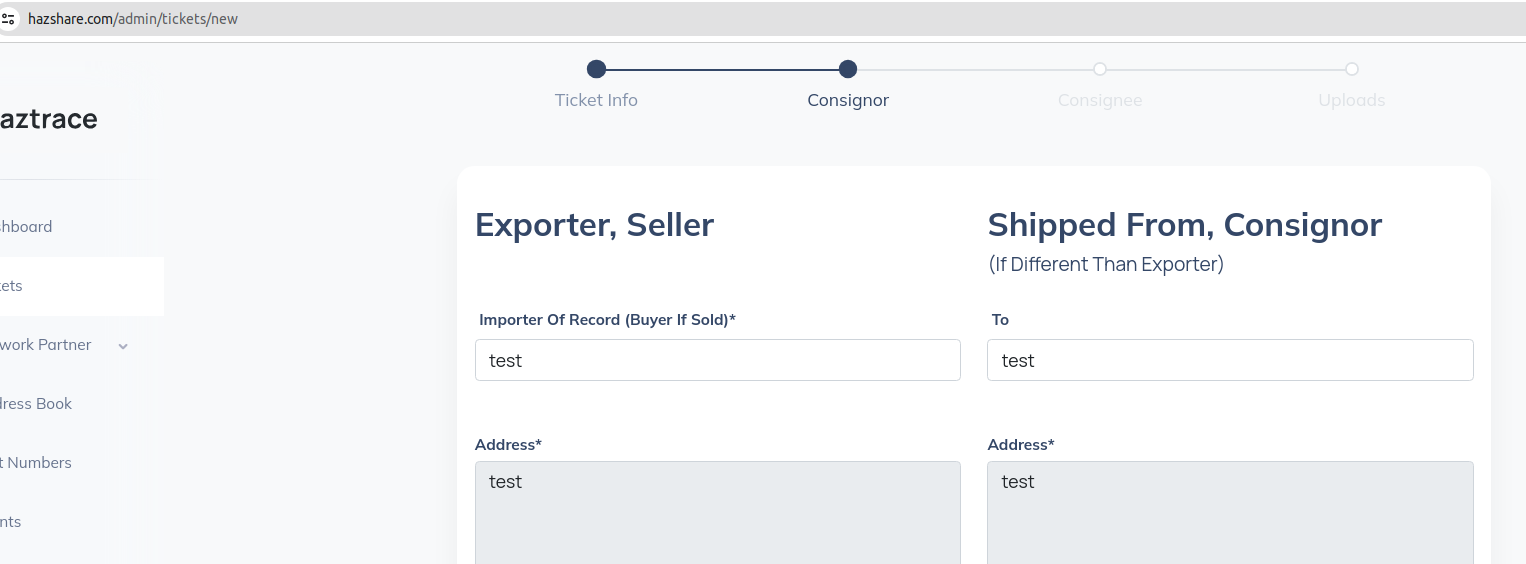 hazshare.com/admin/tickets/new
Ticket Info
Consignor
Consignee
Uploads
aztrace
Exporter, Seller
Shipped From, Consignor
(If Different Than Exporter)
hboard
ets
work Partner
Importer Of Record (Buyer If Sold)*
To
test
test
dress Book
Address*
Address*
t Numbers
test
test
nts